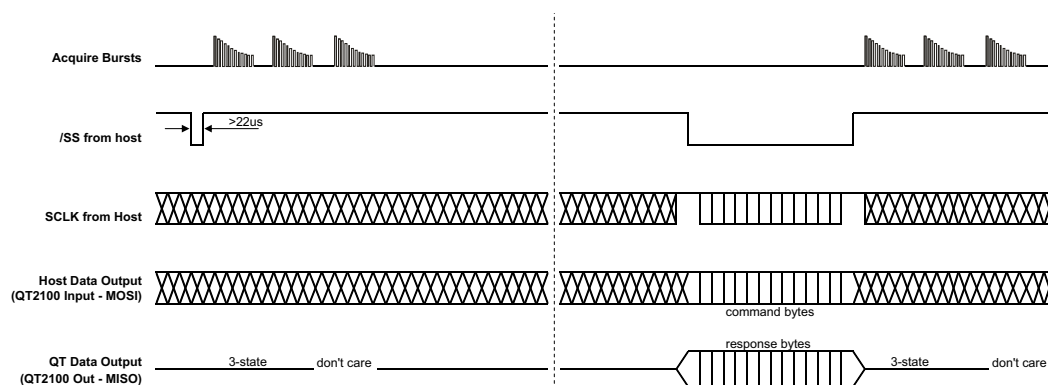 Acquire Bursts
>22us
/SS from host
SCLK from Host
Host Data Output
(QT2100 Input - MOSI)
command bytes
response bytes
QT Data Output
(QT2100 Out - MISO)
3-state
don't care
3-state
don't care